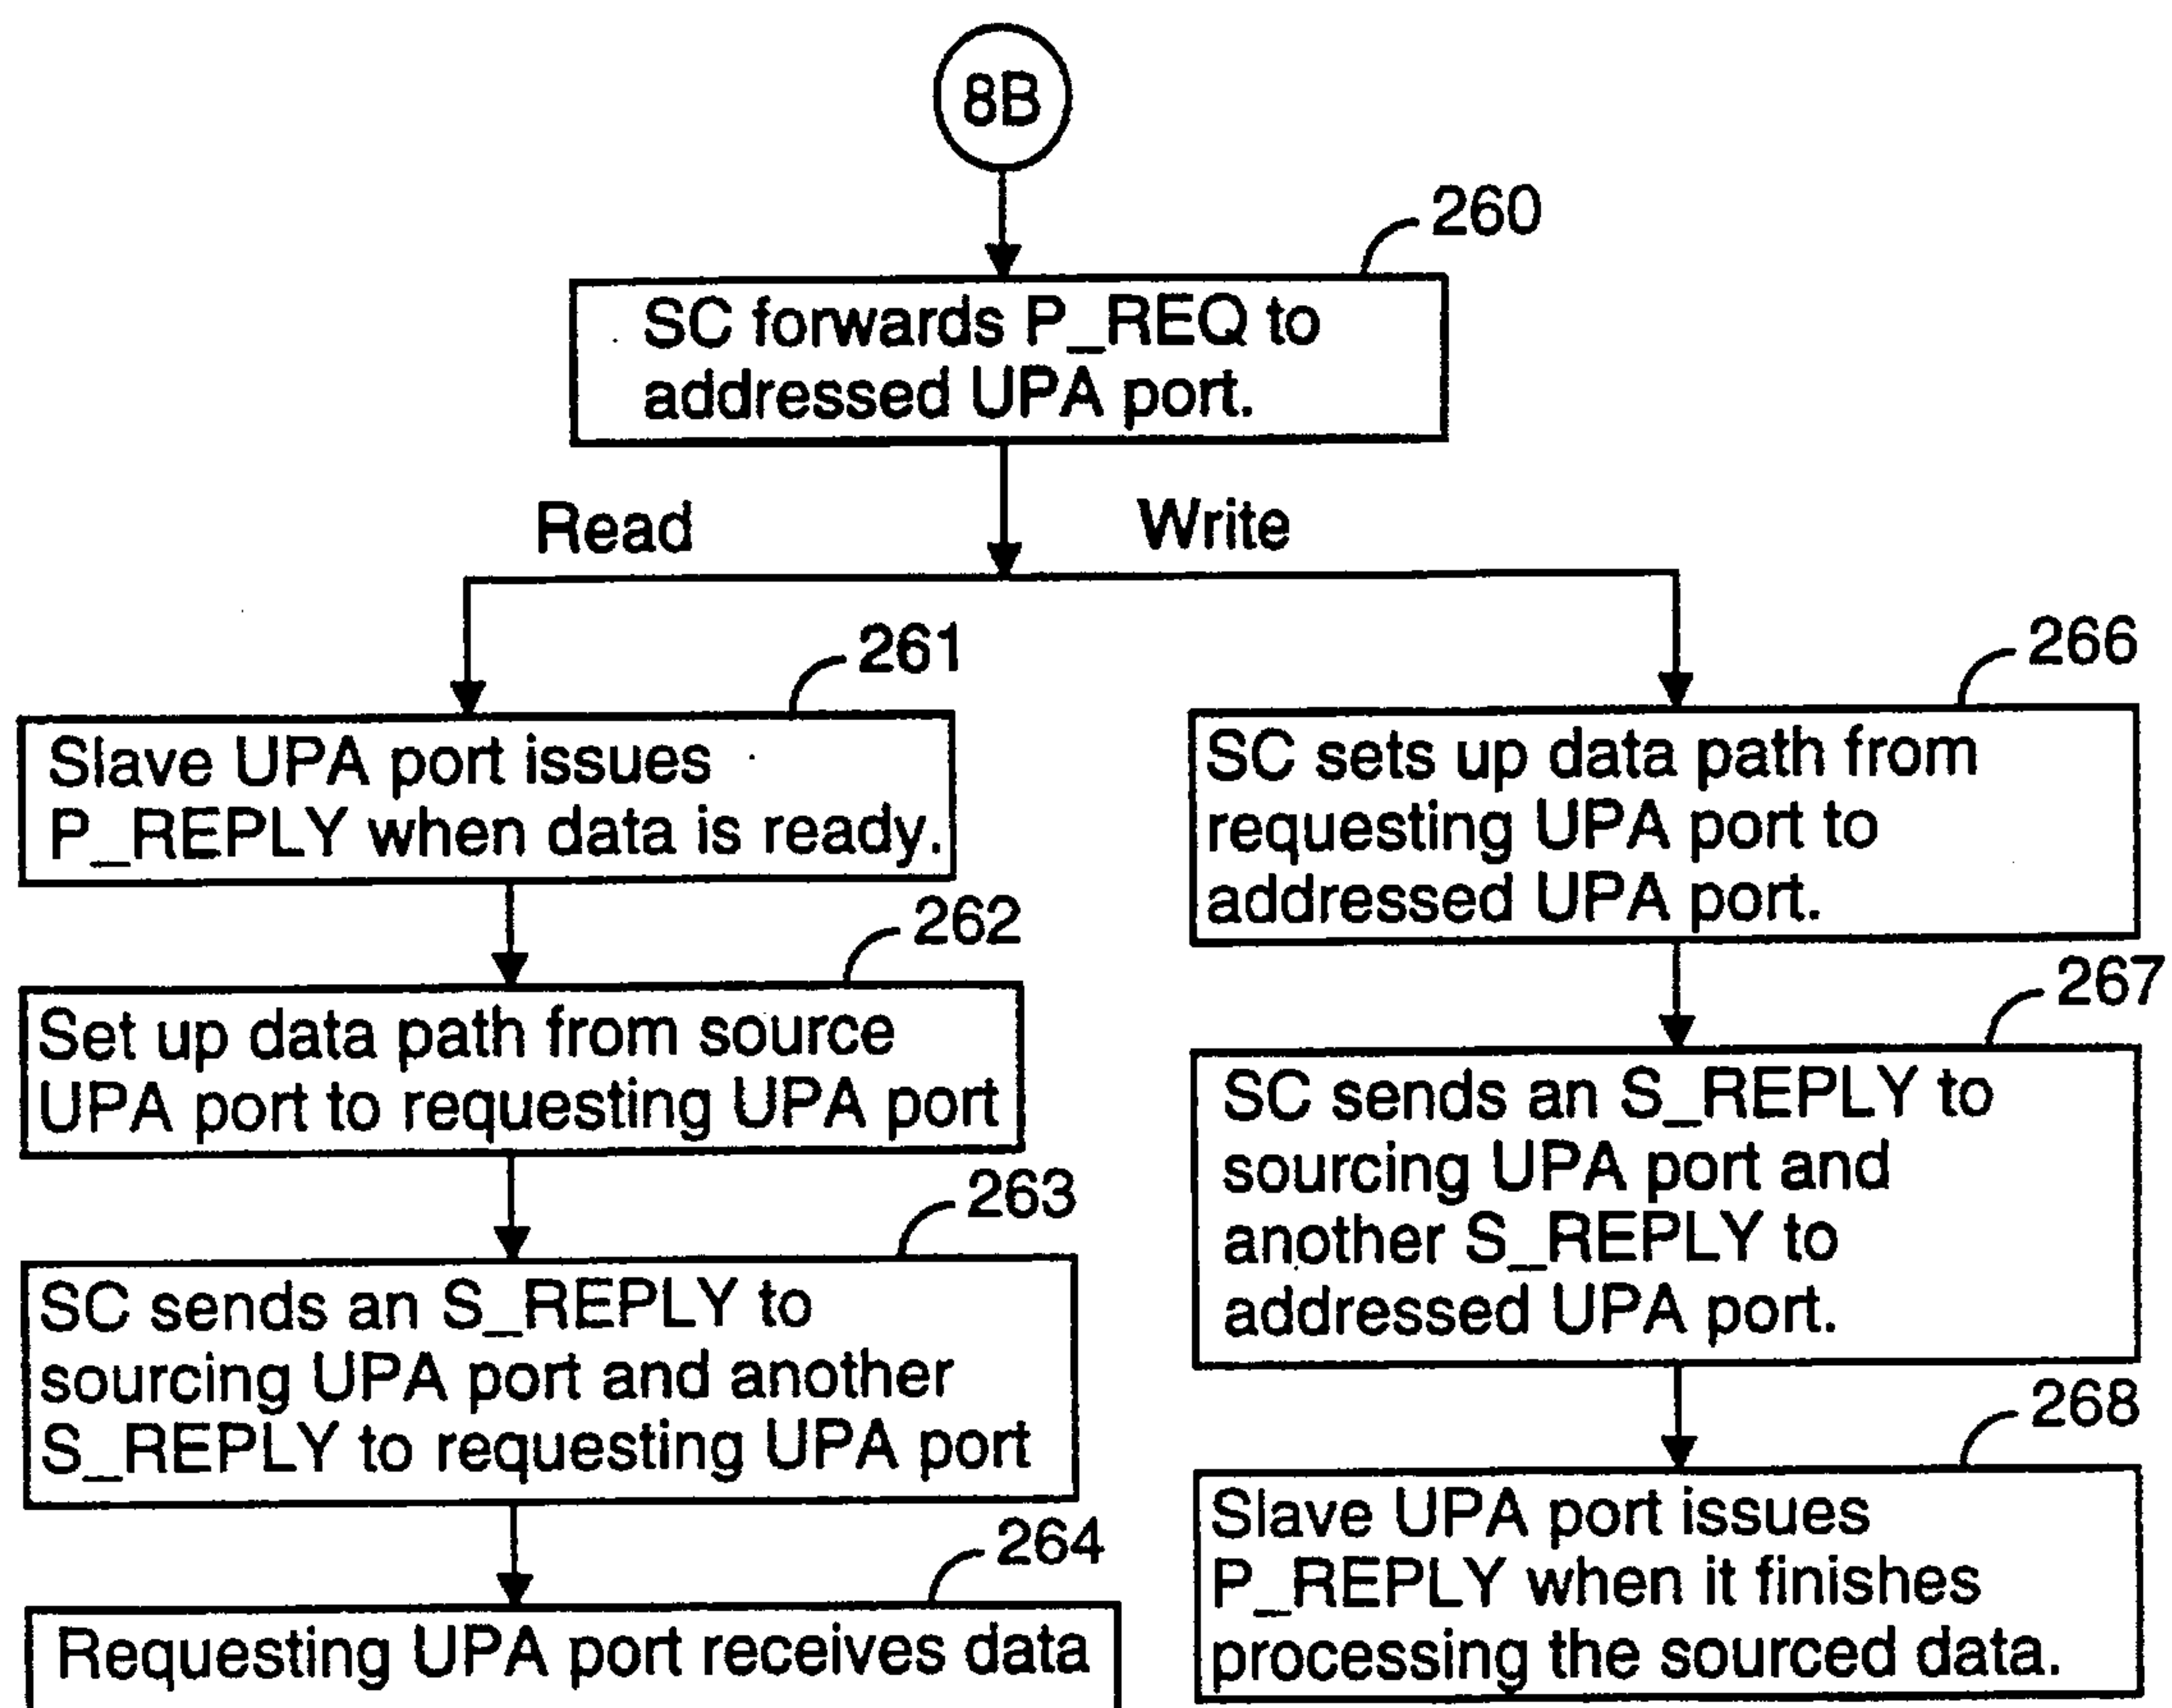 8B
260
SC forwards P_REQ to
addressed UPA port.
Read
Write
261
Slave UPA port issues
P_REPLY when data is ready.
262
Set up data path from source
UPA port to requesting UPA port
263
SC sends an S_REPLY to
sourcing UPA port and another
S_REPLY to requesting UPA port
264
Requesting UPA port receives data
266
SC sets up data path from
requesting UPA port to
addressed UPA port.
267
SC sends an S_REPLY to
sourcing UPA port and
another S_REPLY to
addressed UPA port.
268
Slave UPA port issues
P_REPLY when it finishes
processing the sourced data.